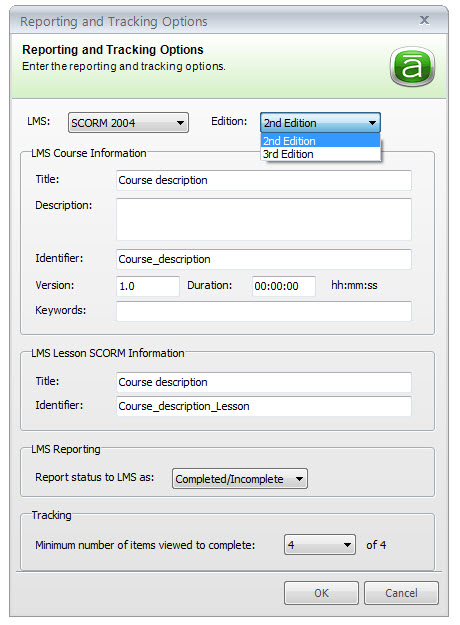 Reporting and Tracking Options
Reporting and Tracking Options
Enter the reporting and tracking options.
ā
LMS: SCORM 2004 Edition: 2nd Edition
2nd Edition
3rd Edition
LMS Course Information
Title: Course description
Description:
Identifier: Course_description
Version: 1.0 Duration: 00:00:00 hh:mm:ss
Keywords:
LMS Lesson SCORM Information
Title: Course description
Identifier: Course_description_Lesson
LMS Reporting
Report status to LMS as: Completed/Incomplete
Tracking
Minimum number of items viewed to complete: 4 of 4
OK Cancel